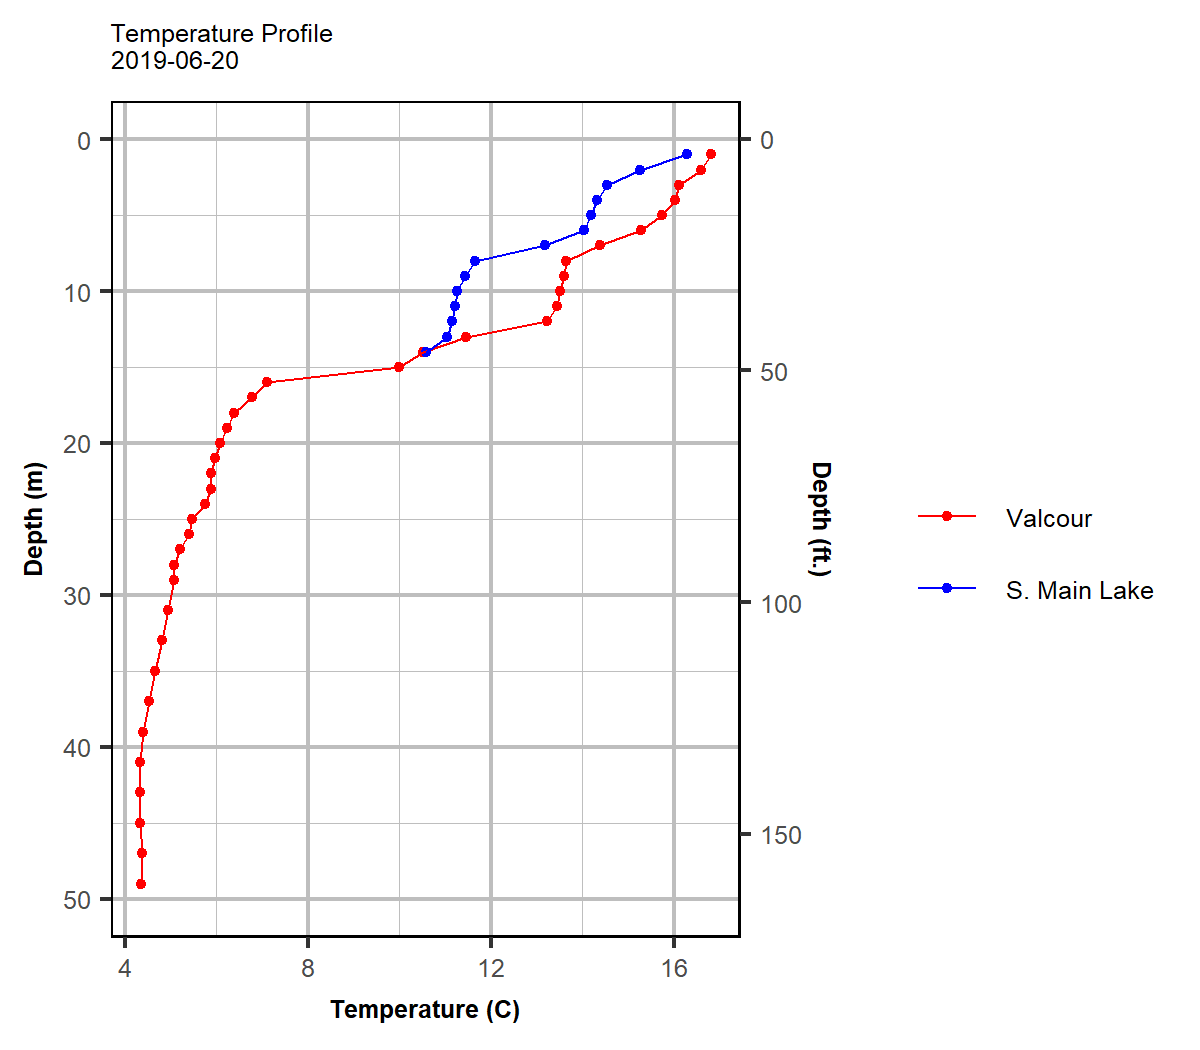 Temperature Profile
2019-06-20
0
10
20
30
40
50
Depth (m)
4
8
12
16
Temperature (C)
0
50
100
150
Depth (ft.)
Valcour
S. Main Lake